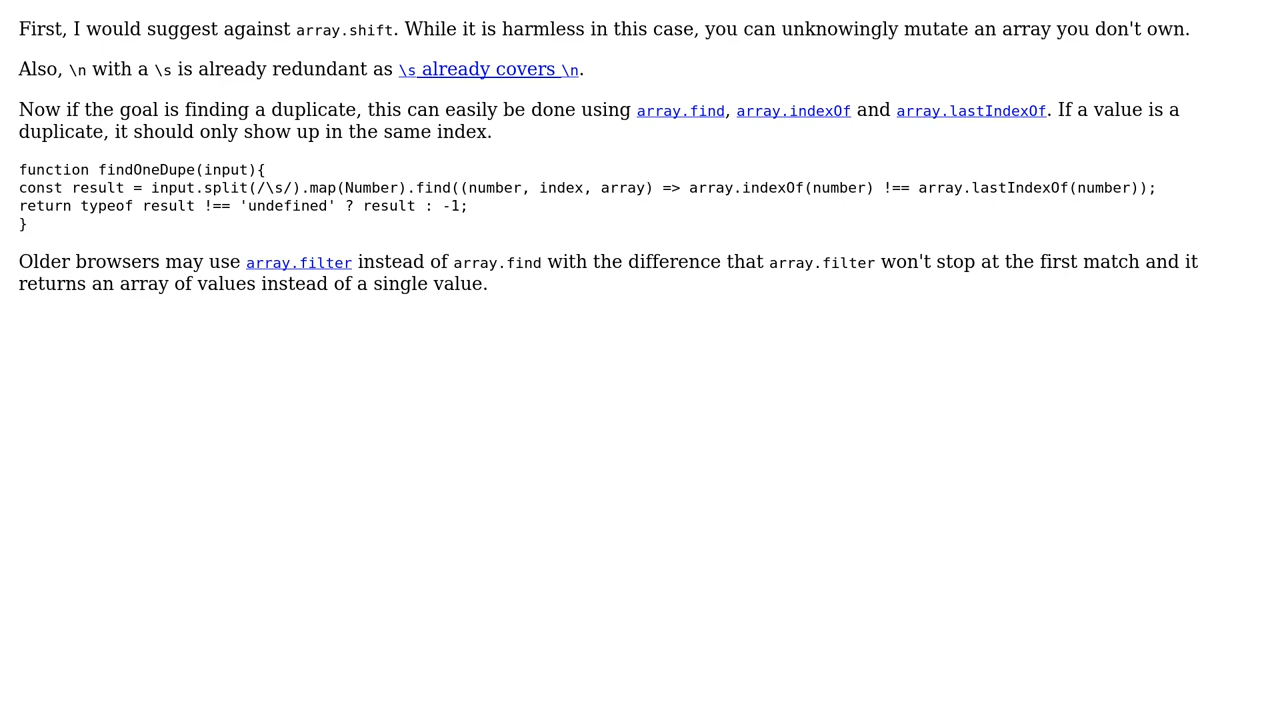 First, I would suggest against array.shift. While it is harmless in this case, you can unknowingly mutate an array you don't own.
Also, \n with a \s is already redundant as \s already covers \n.
Now if the goal is finding a duplicate, this can easily be done using array.find, array.indexOf and array.lastIndexOf. If a value is a
duplicate, it should only show up in the same index.
function findOneDupe(input){
const result = input.split(/\s/).map(Number).find((number, index, array) => array.indexOf(number) !== array.lastIndexOf(number));
return typeof result !== 'undefined' ? result : -1;
}
Older browsers may use array.filter instead of array.find with the difference that array.filter won't stop at the first match and it
returns an array of values instead of a single value.